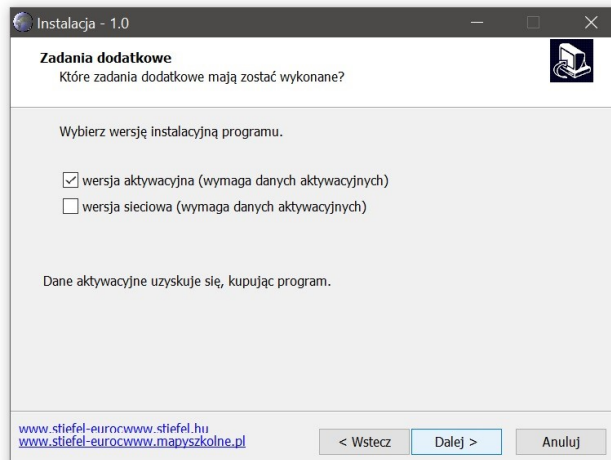 Instalacja - 1.0
Zadania dodatkowe
Które zadania dodatkowe mają zostać wykonane?
Wybierz wersję instalacyjną programu.
wersja aktywacyjna (wymaga danych aktywacyjnych)
wersja sieciowa (wymaga danych aktywacyjnych)
Dane aktywacyjne uzyskuje się, kupując program.
www.stiefel-eurocwww.stiefel.hu
www.stiefel-eurocwww.mapyszkolne.pl
< Wstecz Dalej > Anuluj